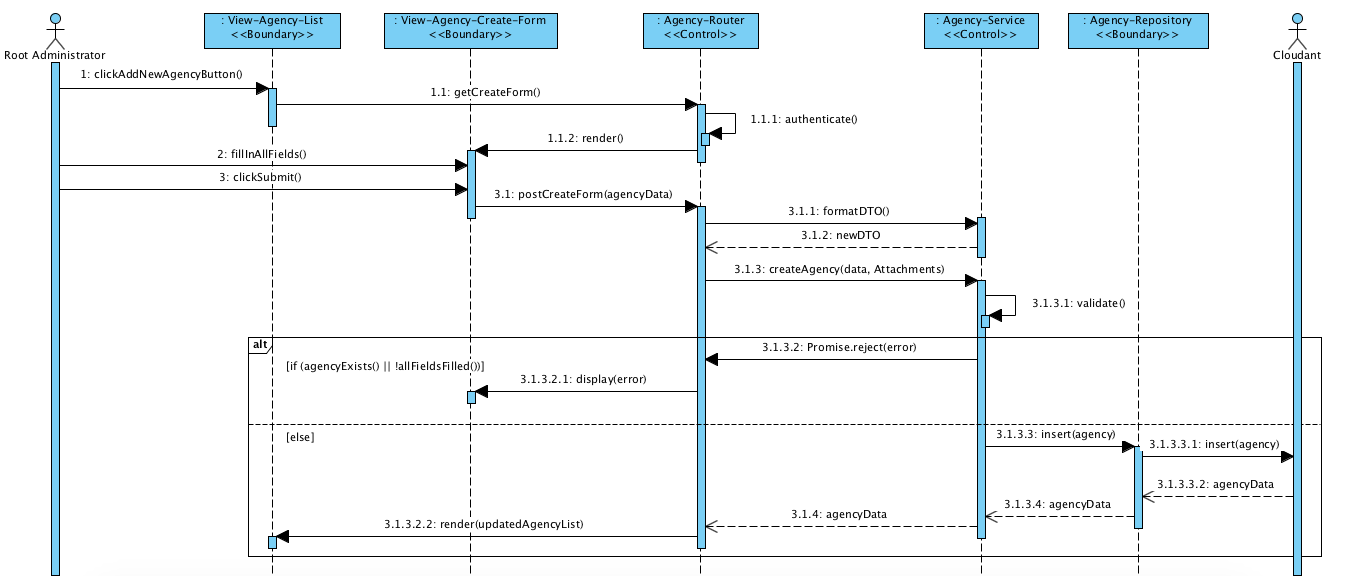 : View-Agency-List
<<Boundary>>
: View-Agency-Create-Form
<<Boundary>>
: Agency-Router
<<Control>>
: Agency-Service
<<Control>>
: Agency-Repository
<<Boundary>>
Root Administrator
Cloudant
1: clickAddNewAgencyButton()
1.1: getCreateForm()
1.1.1: authenticate()
1.1.2: render()
2: fillInAllFields()
3: clickSubmit()
3.1: postCreateForm(agencyData)
3.1.1: formatDTO()
3.1.2: newDTO
3.1.3: createAgency(data, Attachments)
3.1.3.1: validate()
alt
3.1.3.2: Promise.reject(error)
[if (agencyExists() || !allFieldsFilled())]
3.1.3.2.1: display(error)
[else]
3.1.3.3: insert(agency)
3.1.3.3.1: insert(agency)
3.1.3.3.2: agencyData
3.1.3.4: agencyData
3.1.4: agencyData
3.1.3.2.2: render(updatedAgencyList)